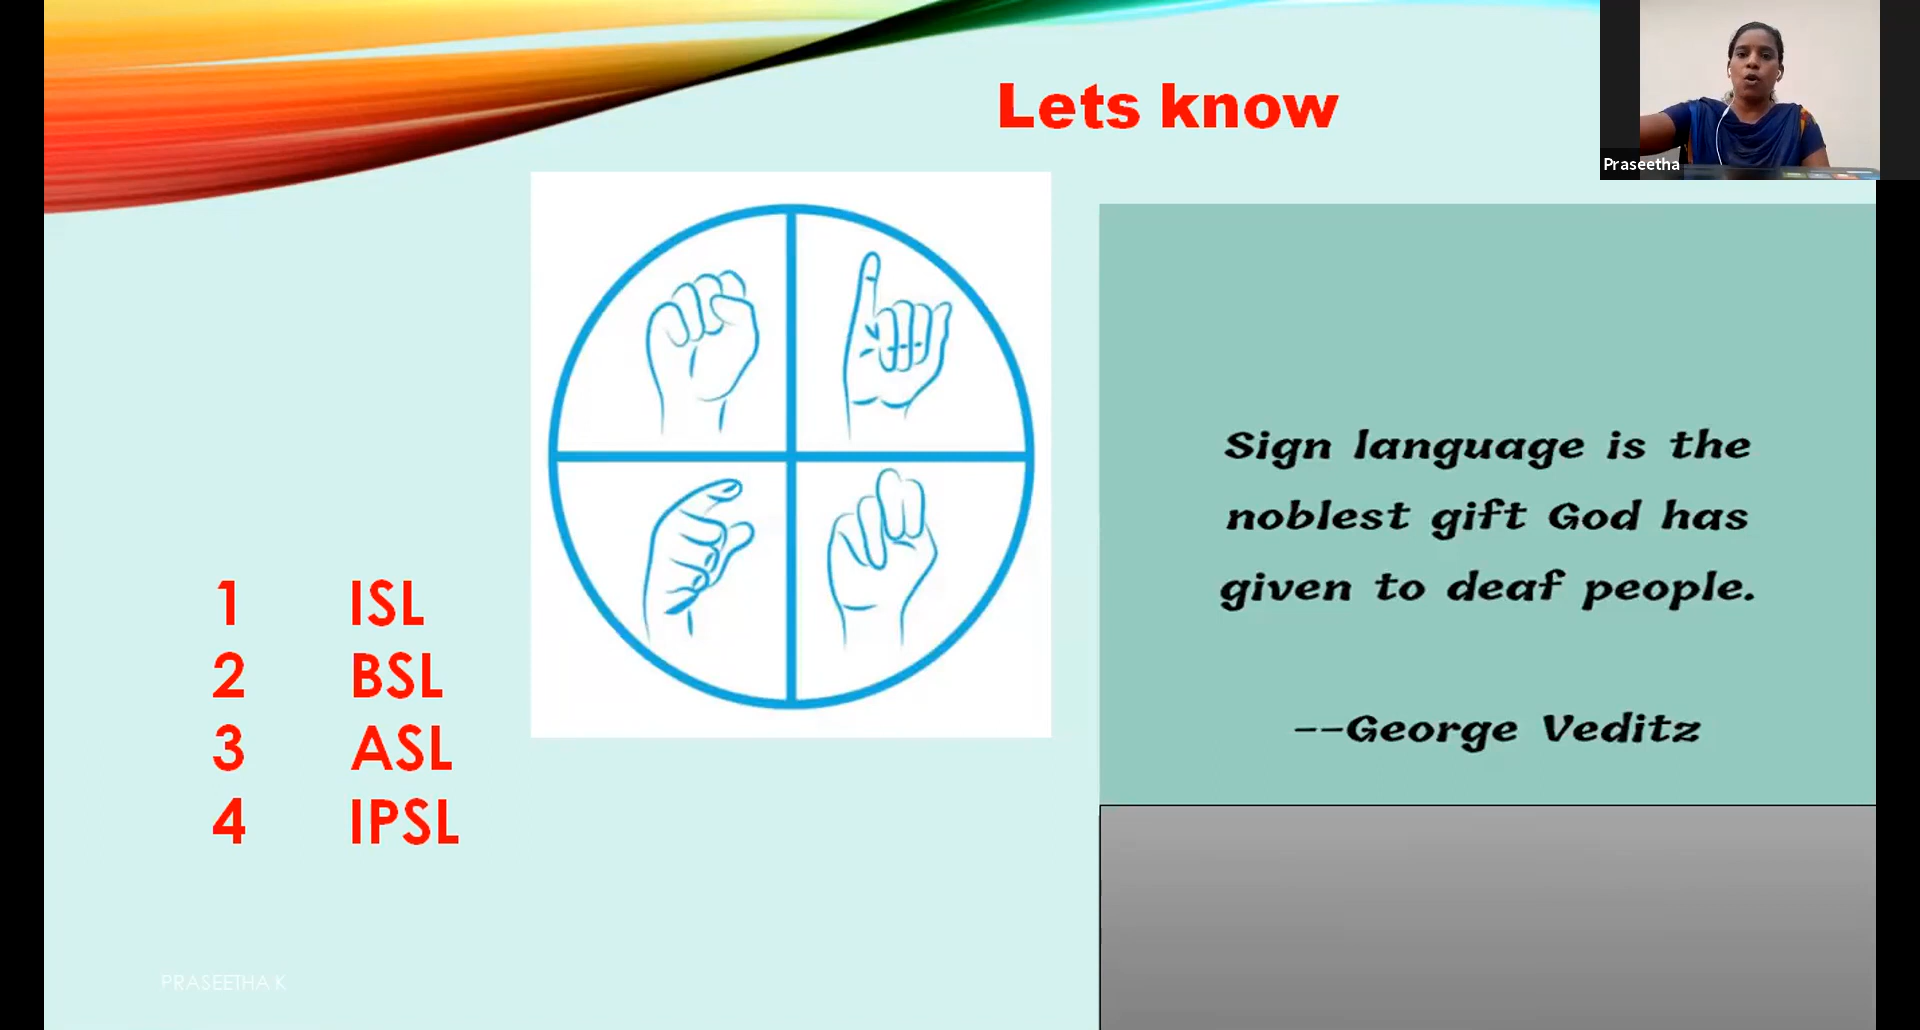 Lets know
Praseetha
1 ISL
2 BSL
3 ASL
4 IPSL
Sign language is the
noblest gift God has
given to deaf people.
--George Veditz
PRASEETHA K